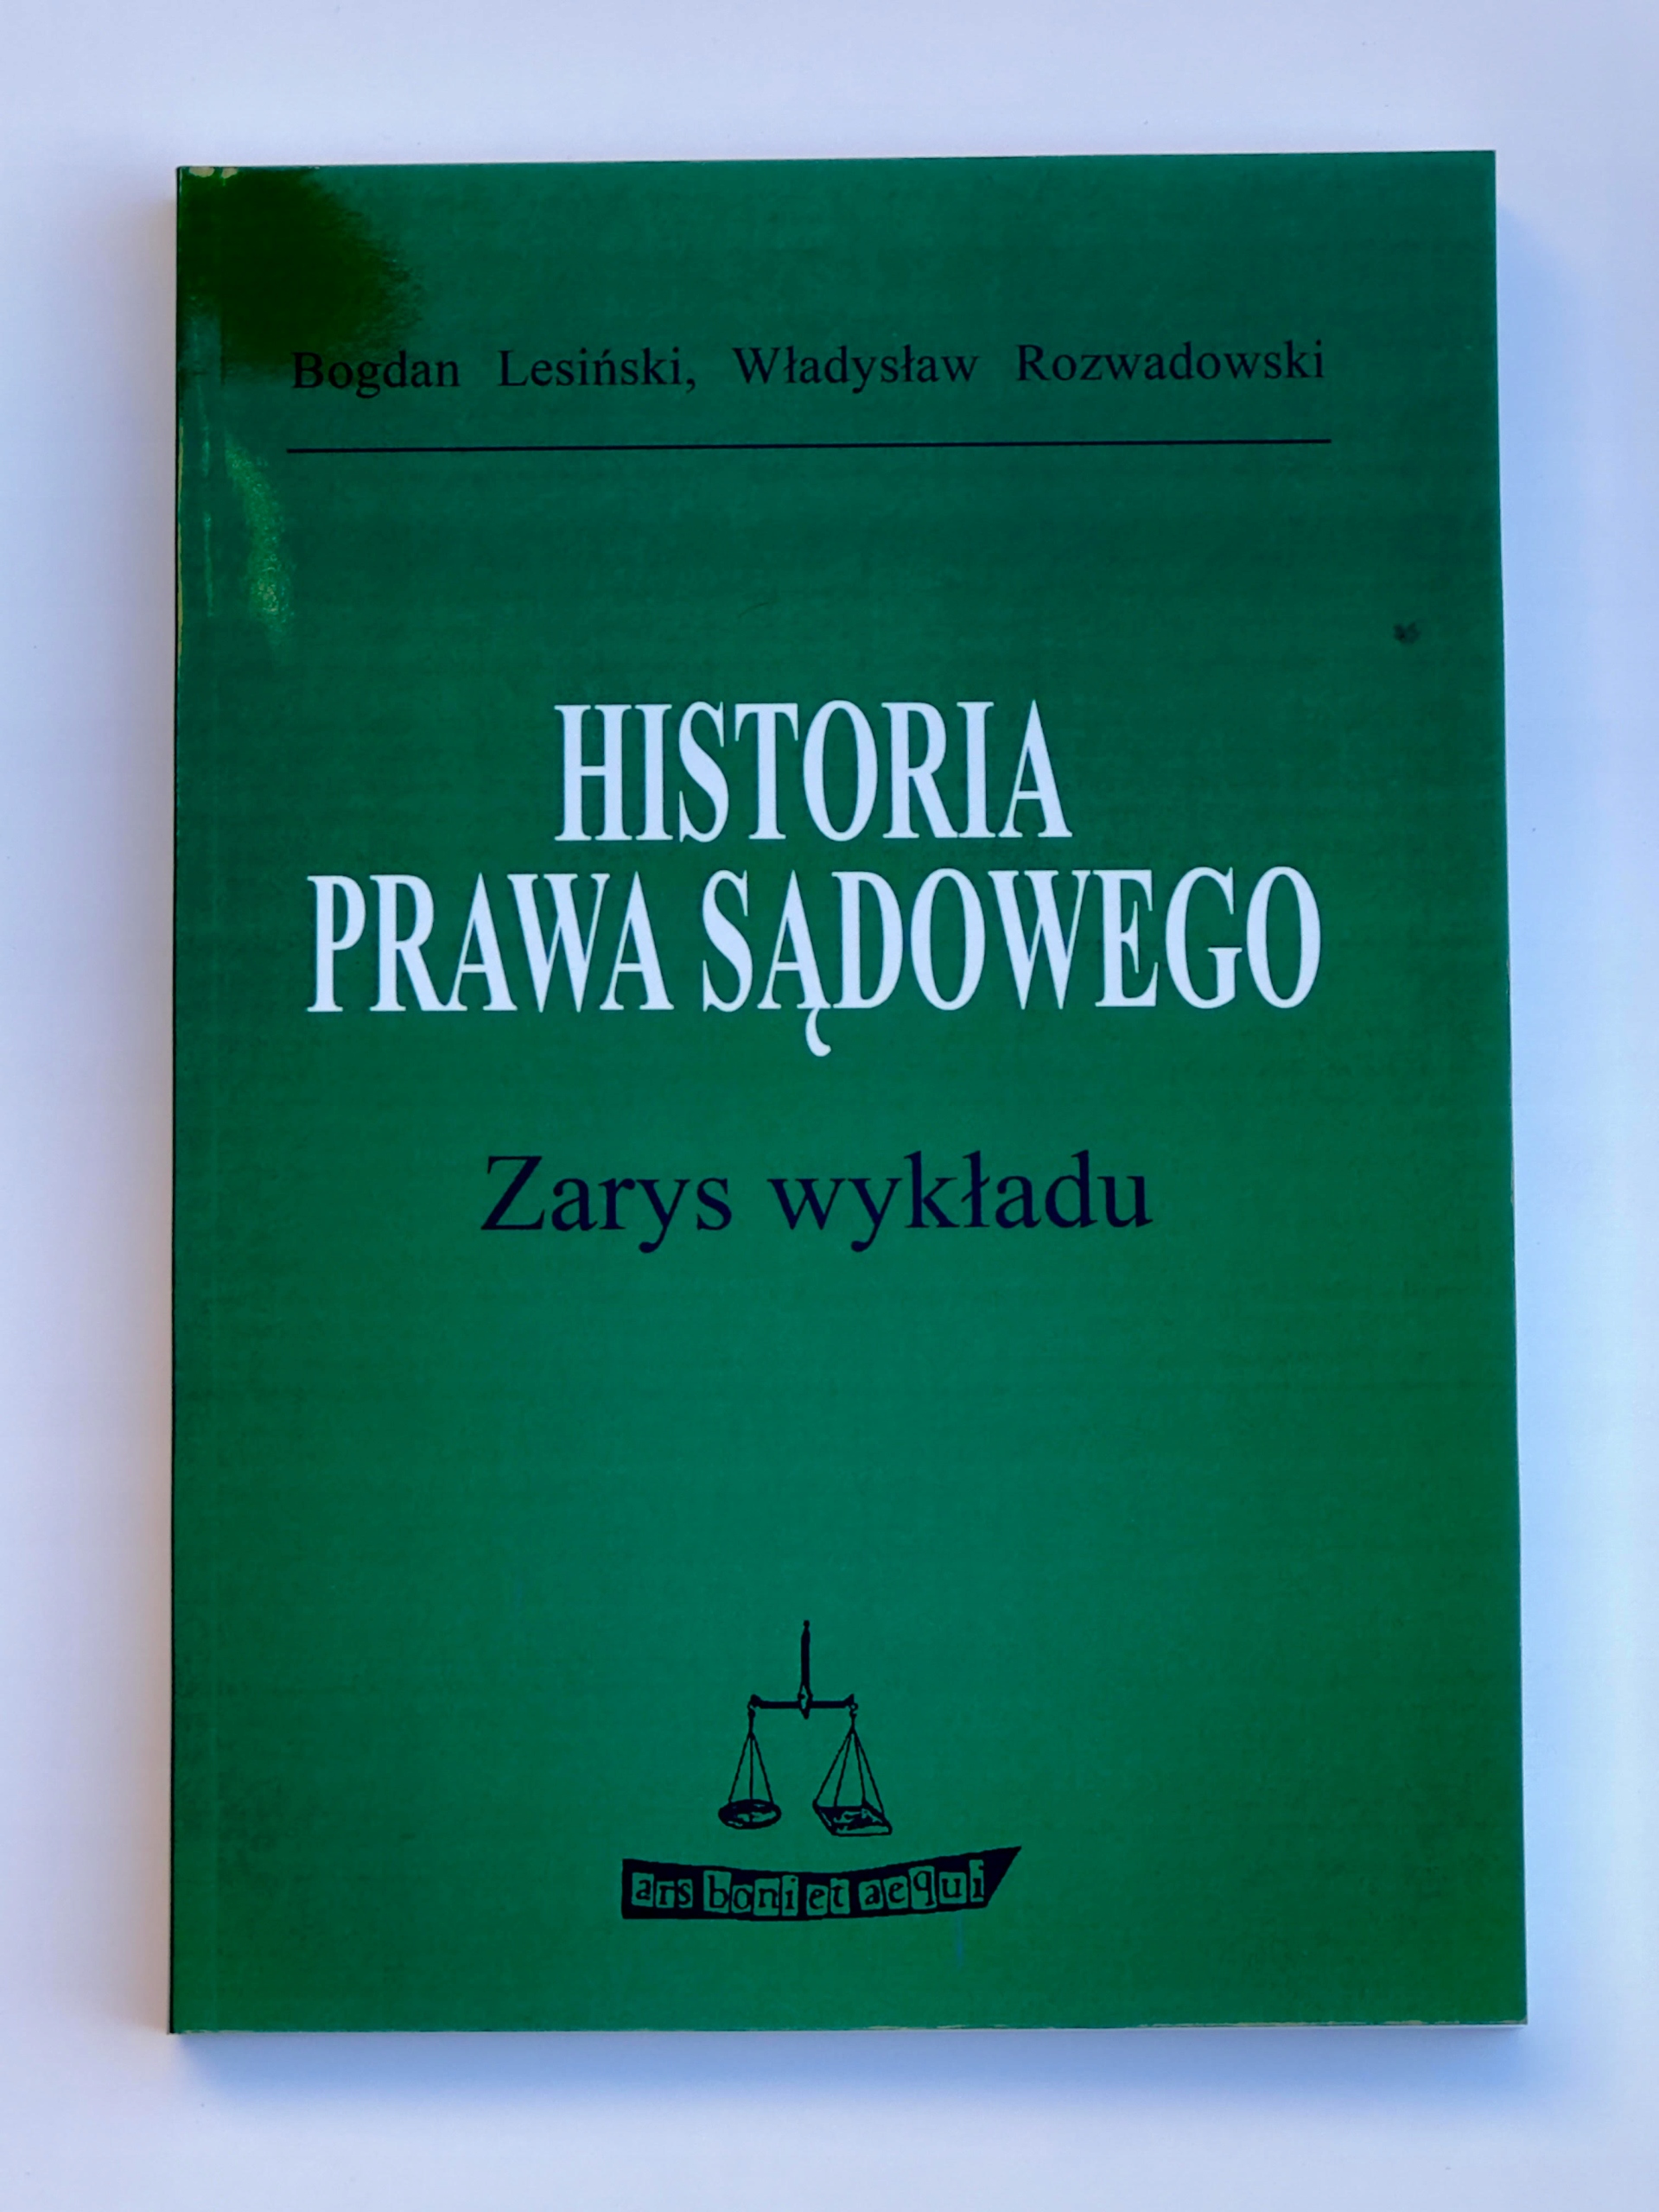 Bogdan Lesiński, Władysław Rozwadowski
HISTORIA
PRAWA SĄDOWEGO
Zarys wykładu
ars boni et aequi